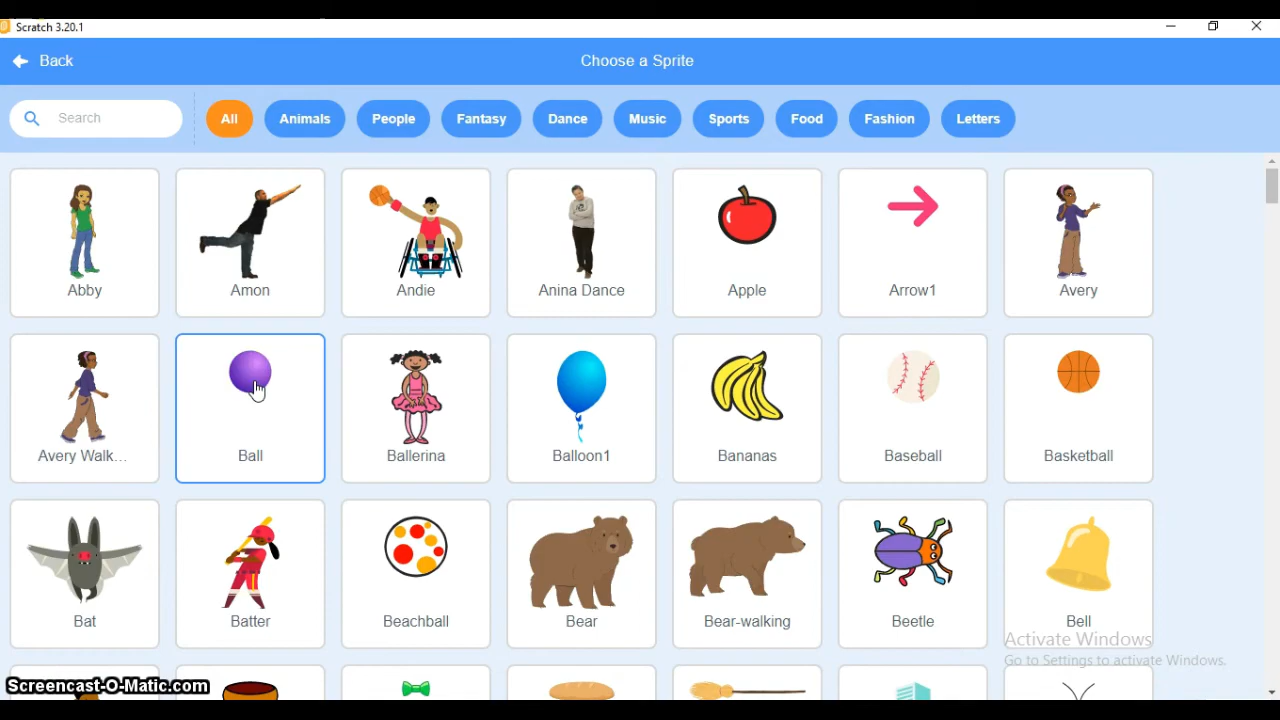 Scratch 3.20.1
Back
Choose a Sprite
Search
All
Animals
People
Fantasy
Dance
Music
Sports
Food
Fashion
Letters
Abby
Amon
Andie
Anina Dance
Apple
Arrow1
Avery
Avery Walk...
Ball
Ballerina
Balloon1
Bananas
Baseball
Basketball
Bat
Batter
Beachball
Bear
Bear-walking
Beetle
Bell
Activate Windows
Go to Settings to activate Windows.
Screencast-O-Matic.com